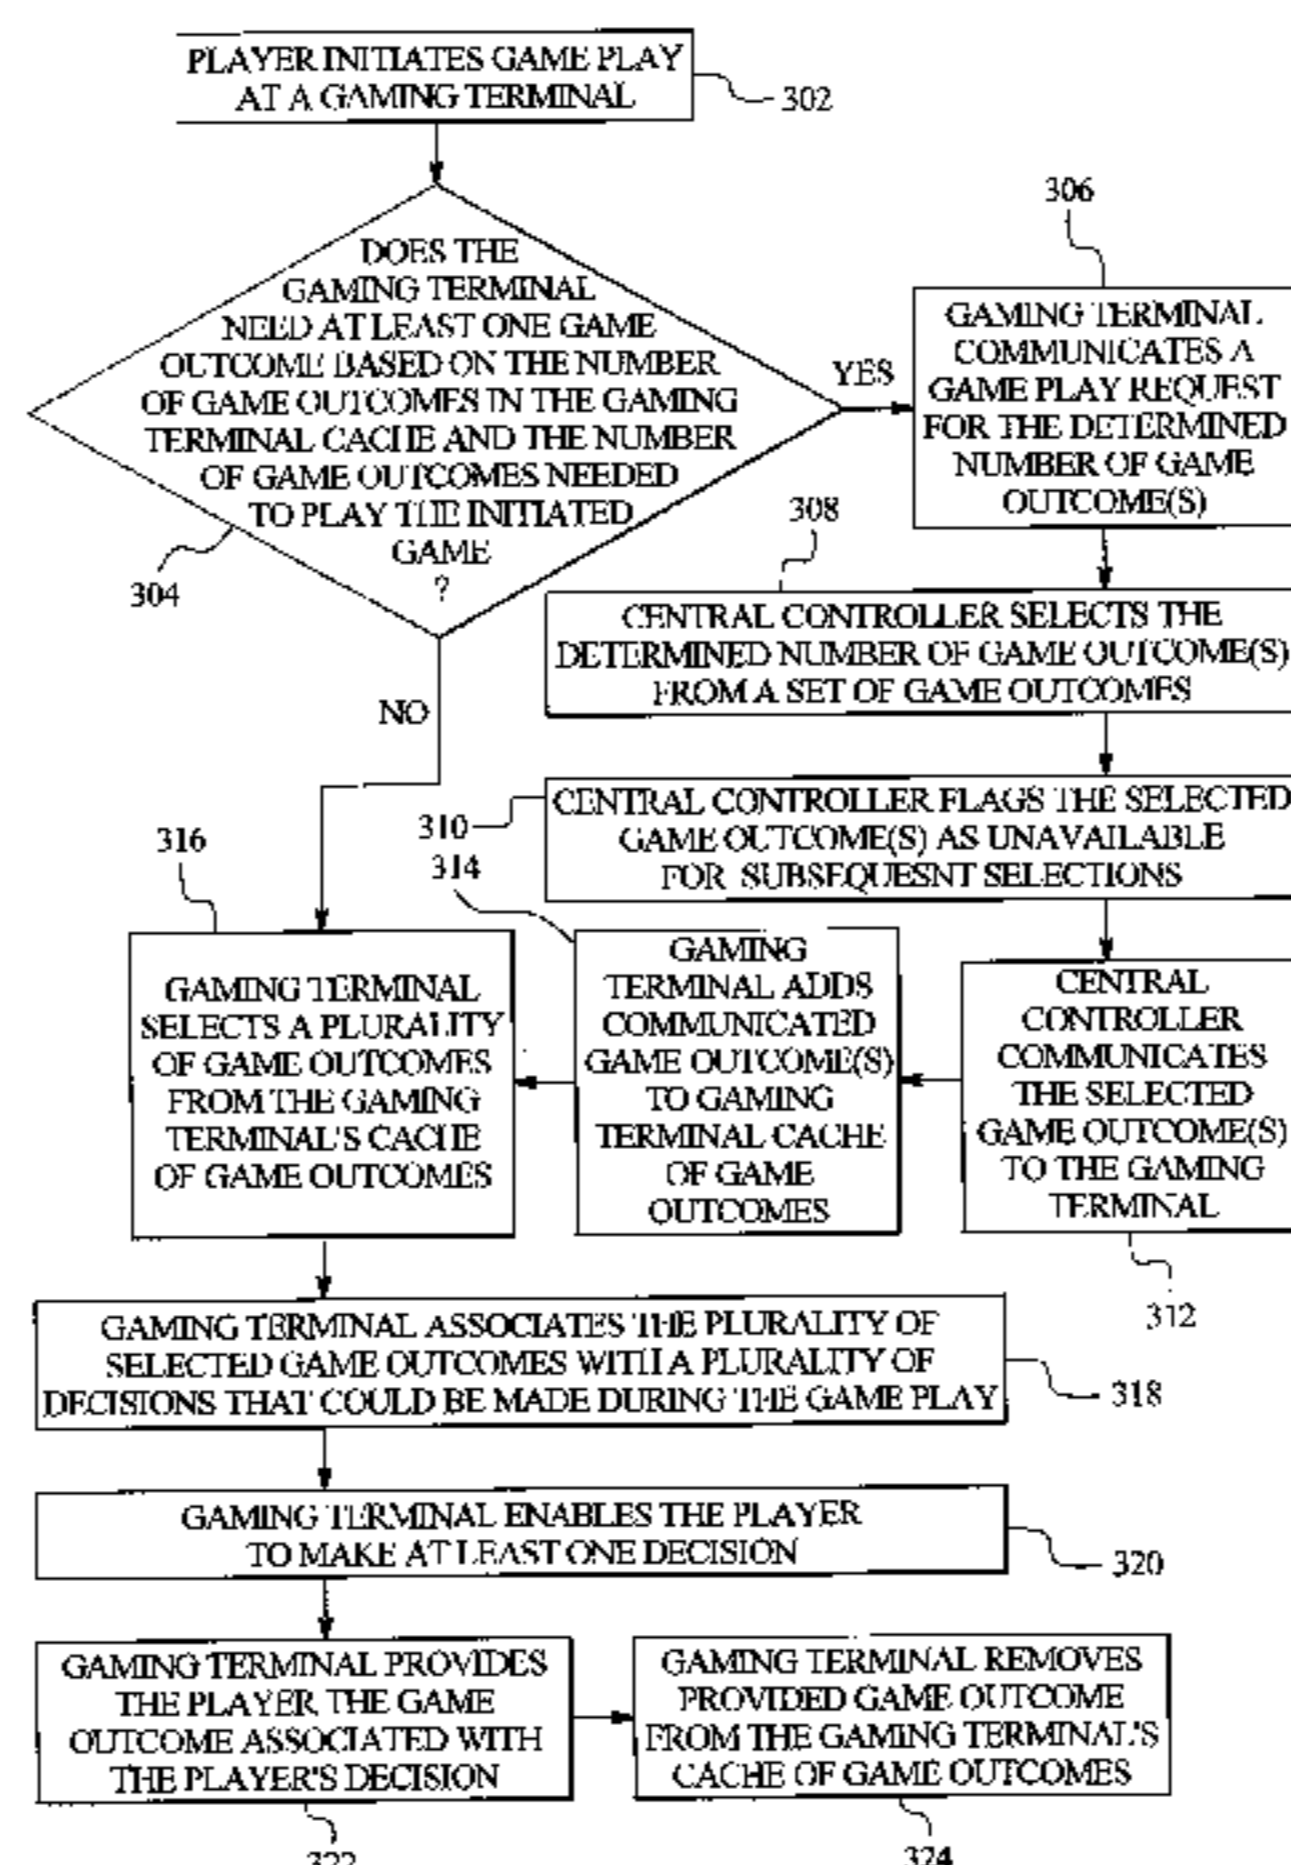 PLAYER INITIATES GAME PLAY
AT A GAMING TERMINAL
302
DOES THE
GAMING TERMINAL
NEED AT LEAST ONE GAME
OUTCOME BASED ON THE NUMBER
OF GAME OUTCOMES IN THE GAMING
TERMINAL CACHE AND THE NUMBER
OF GAME OUTCOMES NEEDED
TO PLAY THE INITIATED
GAME
?
304
YES
NO
306
GAMING TERMINAL
COMMUNICATES A
GAME PLAY REQUEST
FOR THE DETERMINED
NUMBER OF GAME
OUTCOME(S)
308
CENTRAL CONTROLLER SELECTS THE
DETERMINED NUMBER OF GAME OUTCOME(S)
FROM A SET OF GAME OUTCOMES
310
CENTRAL CONTROLLER FLAGS THE SELECTED
GAME OUTCOME(S) AS UNAVAILABLE
FOR SUBSEQUESNT SELECTIONS
CENTRAL
CONTROLLER
COMMUNICATES
THE SELECTED
GAME OUTCOME(S)
TO THE GAMING
TERMINAL
312
314
GAMING
TERMINAL ADDS
COMMUNICATED
GAME OUTCOME(S)
TO GAMING
TERMINAL CACHE
OF GAME
OUTCOMES
316
GAMING TERMINAL
SELECTS A PLURALITY
OF GAME OUTCOMES
FROM THE GAMING
TERMINAL'S CACHE
OF GAME OUTCOMES
GAMING TERMINAL ASSOCIATES THE PLURALITY OF
SELECTED GAME OUTCOMES WITH A PLURALITY OF
DECISIONS THAT COULD BE MADE DURING THE GAME PLAY
318
GAMING TERMINAL ENABLES THE PLAYER
TO MAKE AT LEAST ONE DECISION
320
GAMING TERMINAL PROVIDES
THE PLAYER THE GAME
OUTCOME ASSOCIATED WITH
THE PLAYER'S DECISION
322
GAMING TERMINAL REMOVES
PROVIDED GAME OUTCOME
FROM THE GAMING TERMINAL'S
CACHE OF GAME OUTCOMES
324